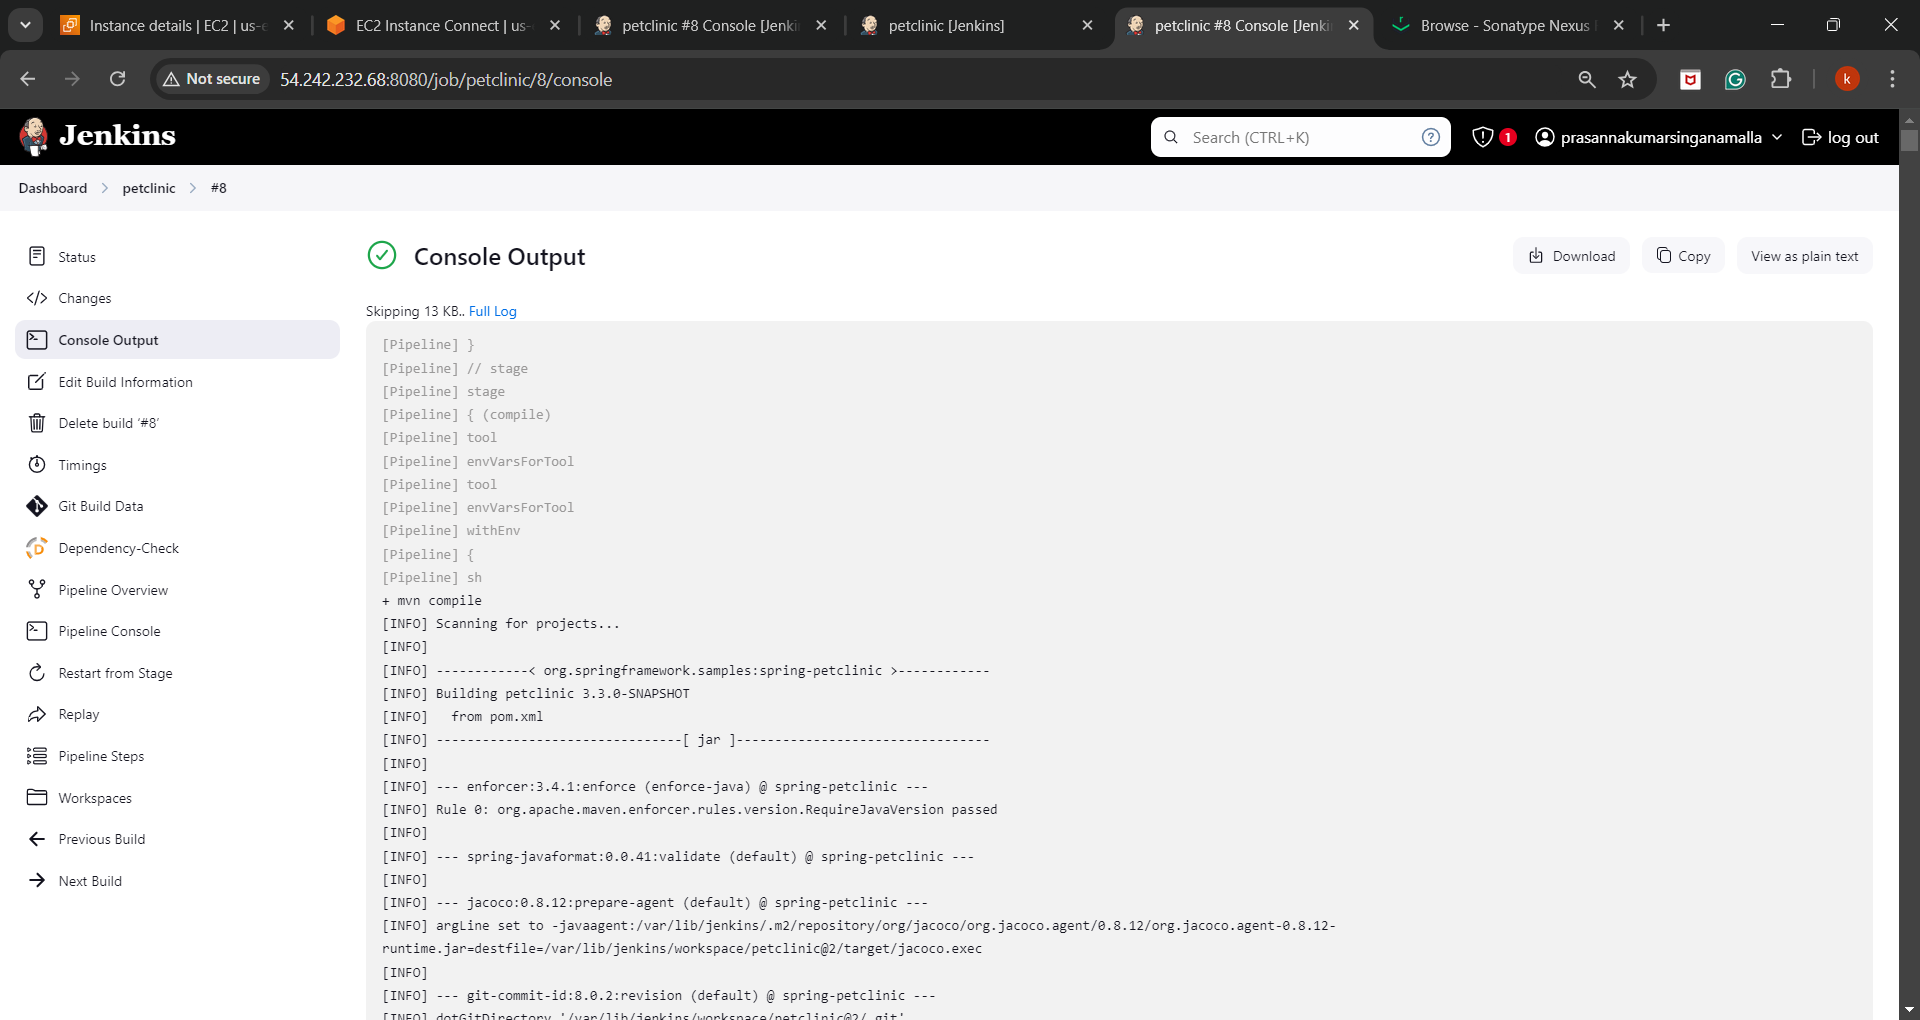 Instance details | EC2 | us-e
EC2 Instance Connect | us-e
petclinic #8 Console [Jenki
petclinic [Jenkins]
petclinic #8 Console [Jenki
Browse - Sonatype Nexus
Not secure
54.242.232.68:8080/job/petclinic/8/console
k
Jenkins
Search (CTRL+K)
1
prasannakumarsinganamalla
log out
Dashboard
petclinic
#8
Status
Changes
Console Output
Edit Build Information
Delete build ‘#8’
Timings
Git Build Data
Dependency-Check
Pipeline Overview
Pipeline Console
Restart from Stage
Replay
Pipeline Steps
Workspaces
Previous Build
Next Build
Console Output
Download
Copy
View as plain text
Skipping 13 KB.. Full Log
[Pipeline] }
[Pipeline] // stage
[Pipeline] stage
[Pipeline] { (compile)
[Pipeline] tool
[Pipeline] envVarsForTool
[Pipeline] tool
[Pipeline] envVarsForTool
[Pipeline] withEnv
[Pipeline] {
[Pipeline] sh
+ mvn compile
[INFO] Scanning for projects...
[INFO]
[INFO] ------------< org.springframework.samples:spring-petclinic >------------
[INFO] Building petclinic 3.3.0-SNAPSHOT
[INFO]   from pom.xml
[INFO] --------------------------------[ jar ]---------------------------------
[INFO]
[INFO] --- enforcer:3.4.1:enforce (enforce-java) @ spring-petclinic ---
[INFO] Rule 0: org.apache.maven.enforcer.rules.version.RequireJavaVersion passed
[INFO]
[INFO] --- spring-javaformat:0.0.41:validate (default) @ spring-petclinic ---
[INFO]
[INFO] --- jacoco:0.8.12:prepare-agent (default) @ spring-petclinic ---
[INFO] argLine set to -javaagent:/var/lib/jenkins/.m2/repository/org/jacoco/org.jacoco.agent/0.8.12/org.jacoco.agent-0.8.12-
runtime.jar=destfile=/var/lib/jenkins/workspace/petclinic@2/target/jacoco.exec
[INFO]
[INFO] --- git-commit-id:8.0.2:revision (default) @ spring-petclinic ---
[INFO] dotGitDirectory '/var/lib/jenkins/workspace/petclinic@2/.git'